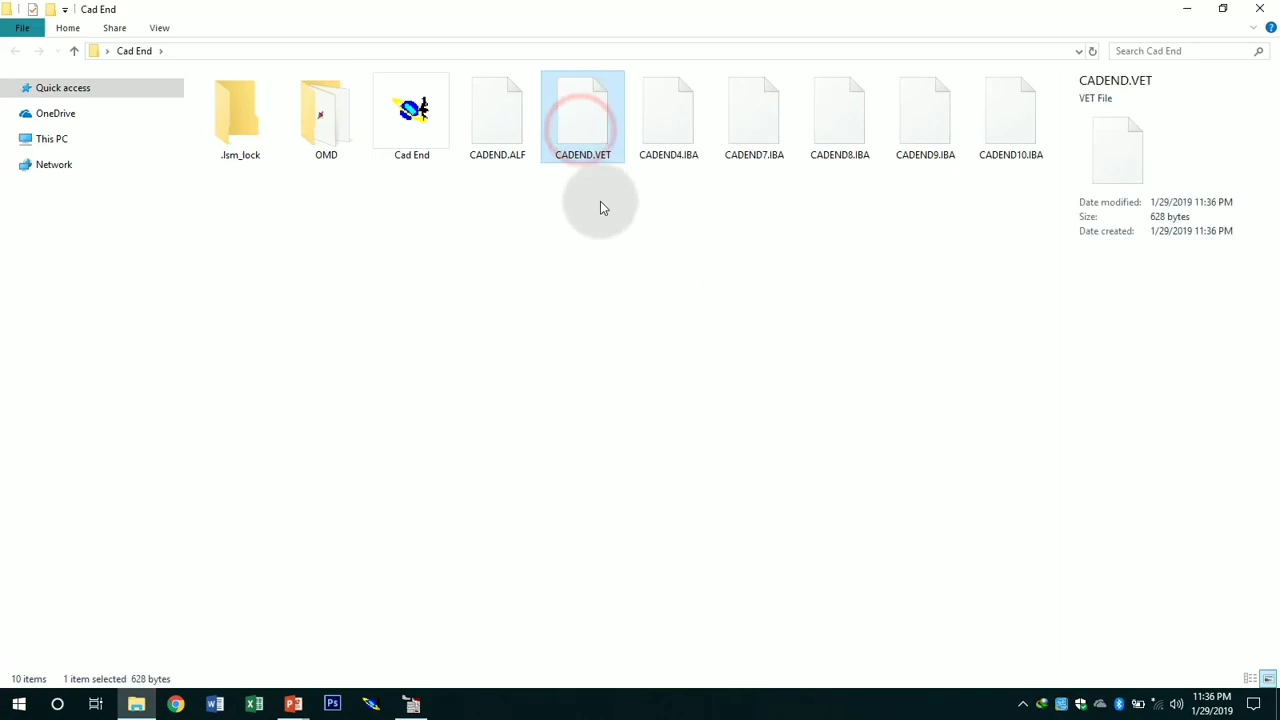 Cad End
File
Home
Share
View
Cad End
Search Cad End
Quick access
OneDrive
This PC
Network
.lsm_lock
OMD
Cad End
CADEND.ALF
CADEND.VET
CADEND4.IBA
CADEND7.IBA
CADEND8.IBA
CADEND9.IBA
CADEND10.IBA
CADEND.VET
VET File
Date modified: 1/29/2019 11:36 PM
Size: 628 bytes
Date created: 1/29/2019 11:36 PM
10 items
1 item selected 628 bytes
11:36 PM
1/29/2019